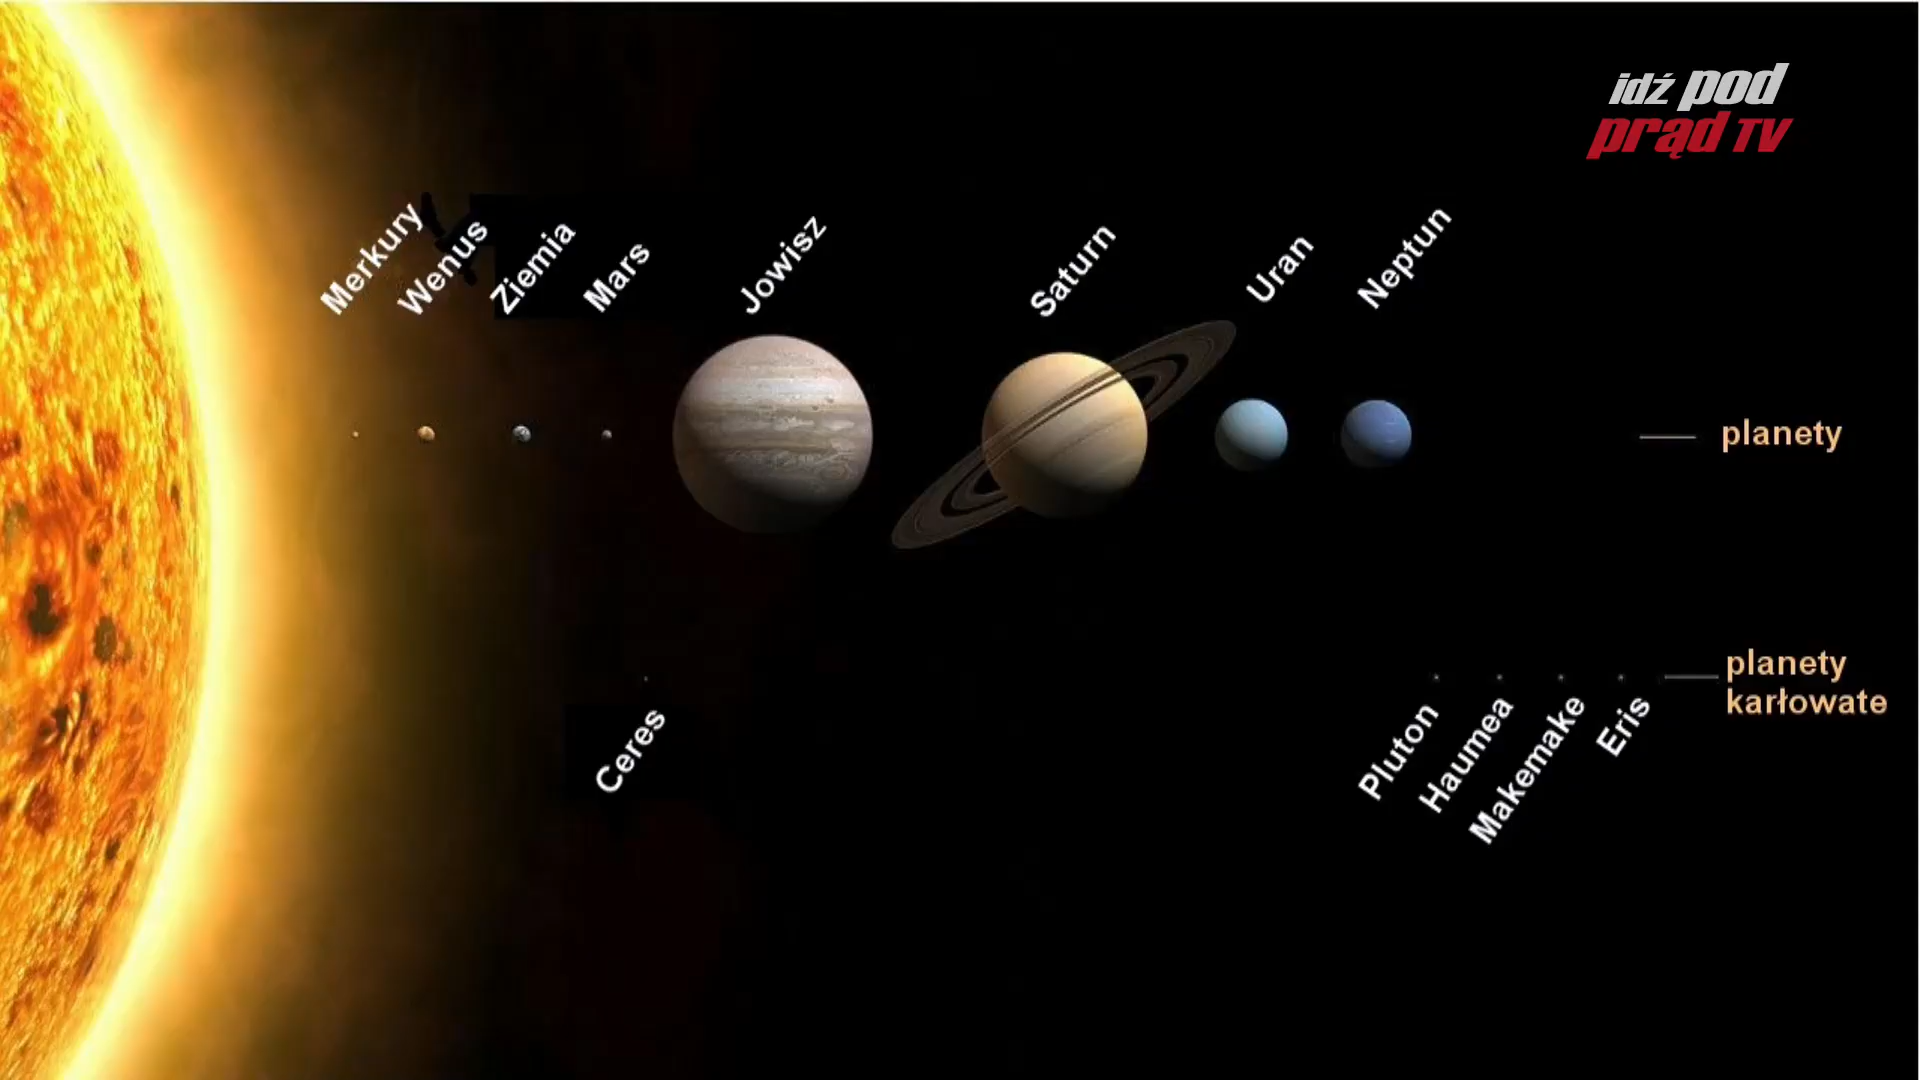 idź pod
prąd TV
Merkury
Wenus
Ziemia
Mars
Jowisz
Saturn
Uran
Neptun
planety
planety
karłowate
Ceres
Pluton
Haumea
Makemake
Eris